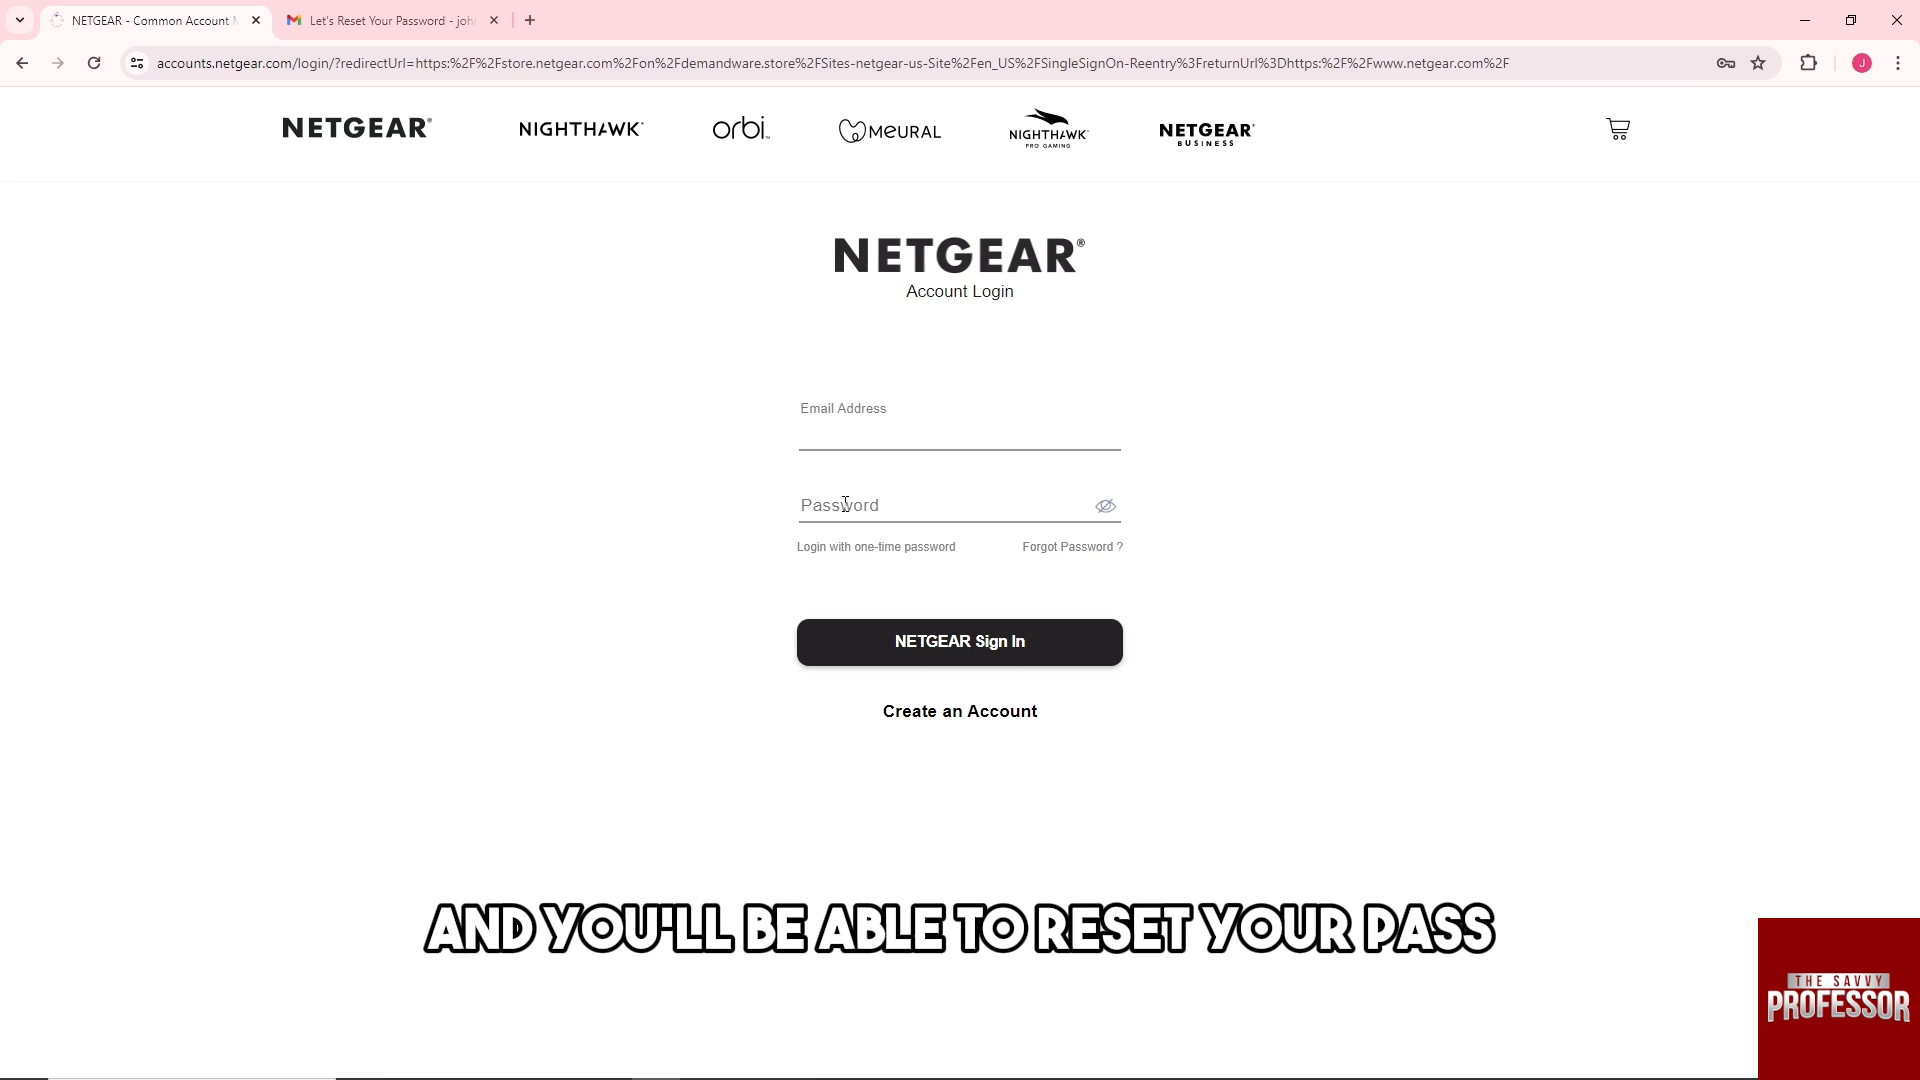 NETGEAR - Common Account M
Let's Reset Your Password - joh
accounts.netgear.com/login/?redirectUrl=https:%2F%2Fstore.netgear.com%2Fon%2Fdemandware.store%2FSites-netgear-us-Site%2Fen_US%2FSingleSignOn-Reentry%3FreturnUrl%3Dhttps:%2F%2Fwww.netgear.com%2F
J
NETGEAR®
NIGHTHAWK®
orbi™
MEURAL
NIGHTHAWK®
PRO GAMING
NETGEAR®
BUSINESS
NETGEAR®
Account Login
Email Address
Password
Login with one-time password
Forgot Password ?
NETGEAR Sign In
Create an Account
AND YOU'LL BE ABLE TO RESET YOUR PASS
THE SAVVY
PROFESSOR